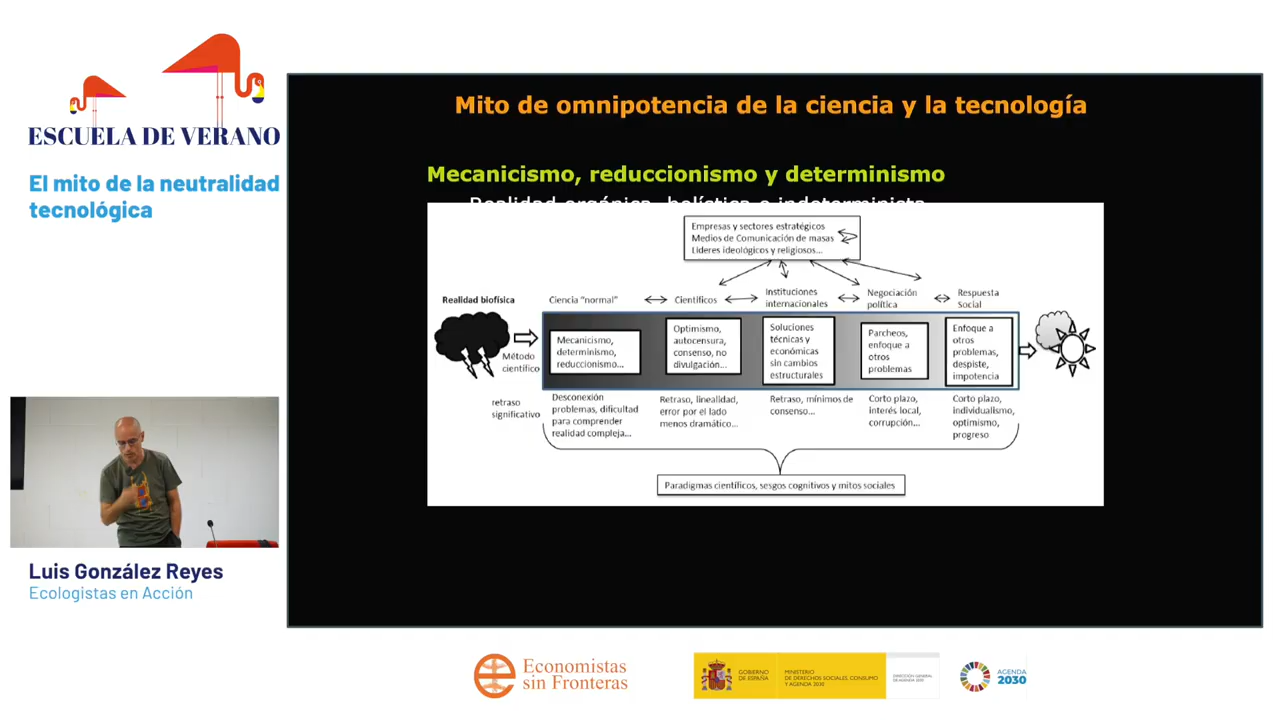 ESCUELA DE VERANO
El mito de la neutralidad
tecnológica
Mito de omnipotencia de la ciencia y la tecnología
Mecanicismo, reduccionismo y determinismo
Realidad orgánica, holística e indeterminista
Empresas y sectores estratégicos
Medios de Comunicación de masas
Líderes ideológicos y religiosos...
Realidad biofísica
Ciencia "normal"
Científicos
Instituciones
internacionales
Negociación
política
Respuesta
Social
Método
científico
Mecanicismo,
determinismo,
reduccionismo...
Optimismo,
autocensura,
consenso, no
divulgación...
Soluciones
técnicas y
económicas
sin cambios
estructurales
Parcheos,
enfoque a
otros
problemas
Enfoque a
otros
problemas,
despiste,
impotencia
retraso
significativo
Desconexión
problemas, dificultad
para comprender
realidad compleja...
Retraso, linealidad,
error por el lado
menos dramático...
Retraso, mínimos de
consenso...
Corto plazo,
interés local,
corrupción...
Corto plazo,
individualismo,
optimismo,
progreso
Paradigmas científicos, sesgos cognitivos y mitos sociales
Luis González Reyes
Ecologistas en Acción
Economistas
sin Fronteras
GOBIERNO
DE ESPAÑA
MINISTERIO
DE DERECHOS SOCIALES, CONSUMO
Y AGENDA 2030
DIRECCIÓN GENERAL
DE AGENDA 2030
AGENDA
2030